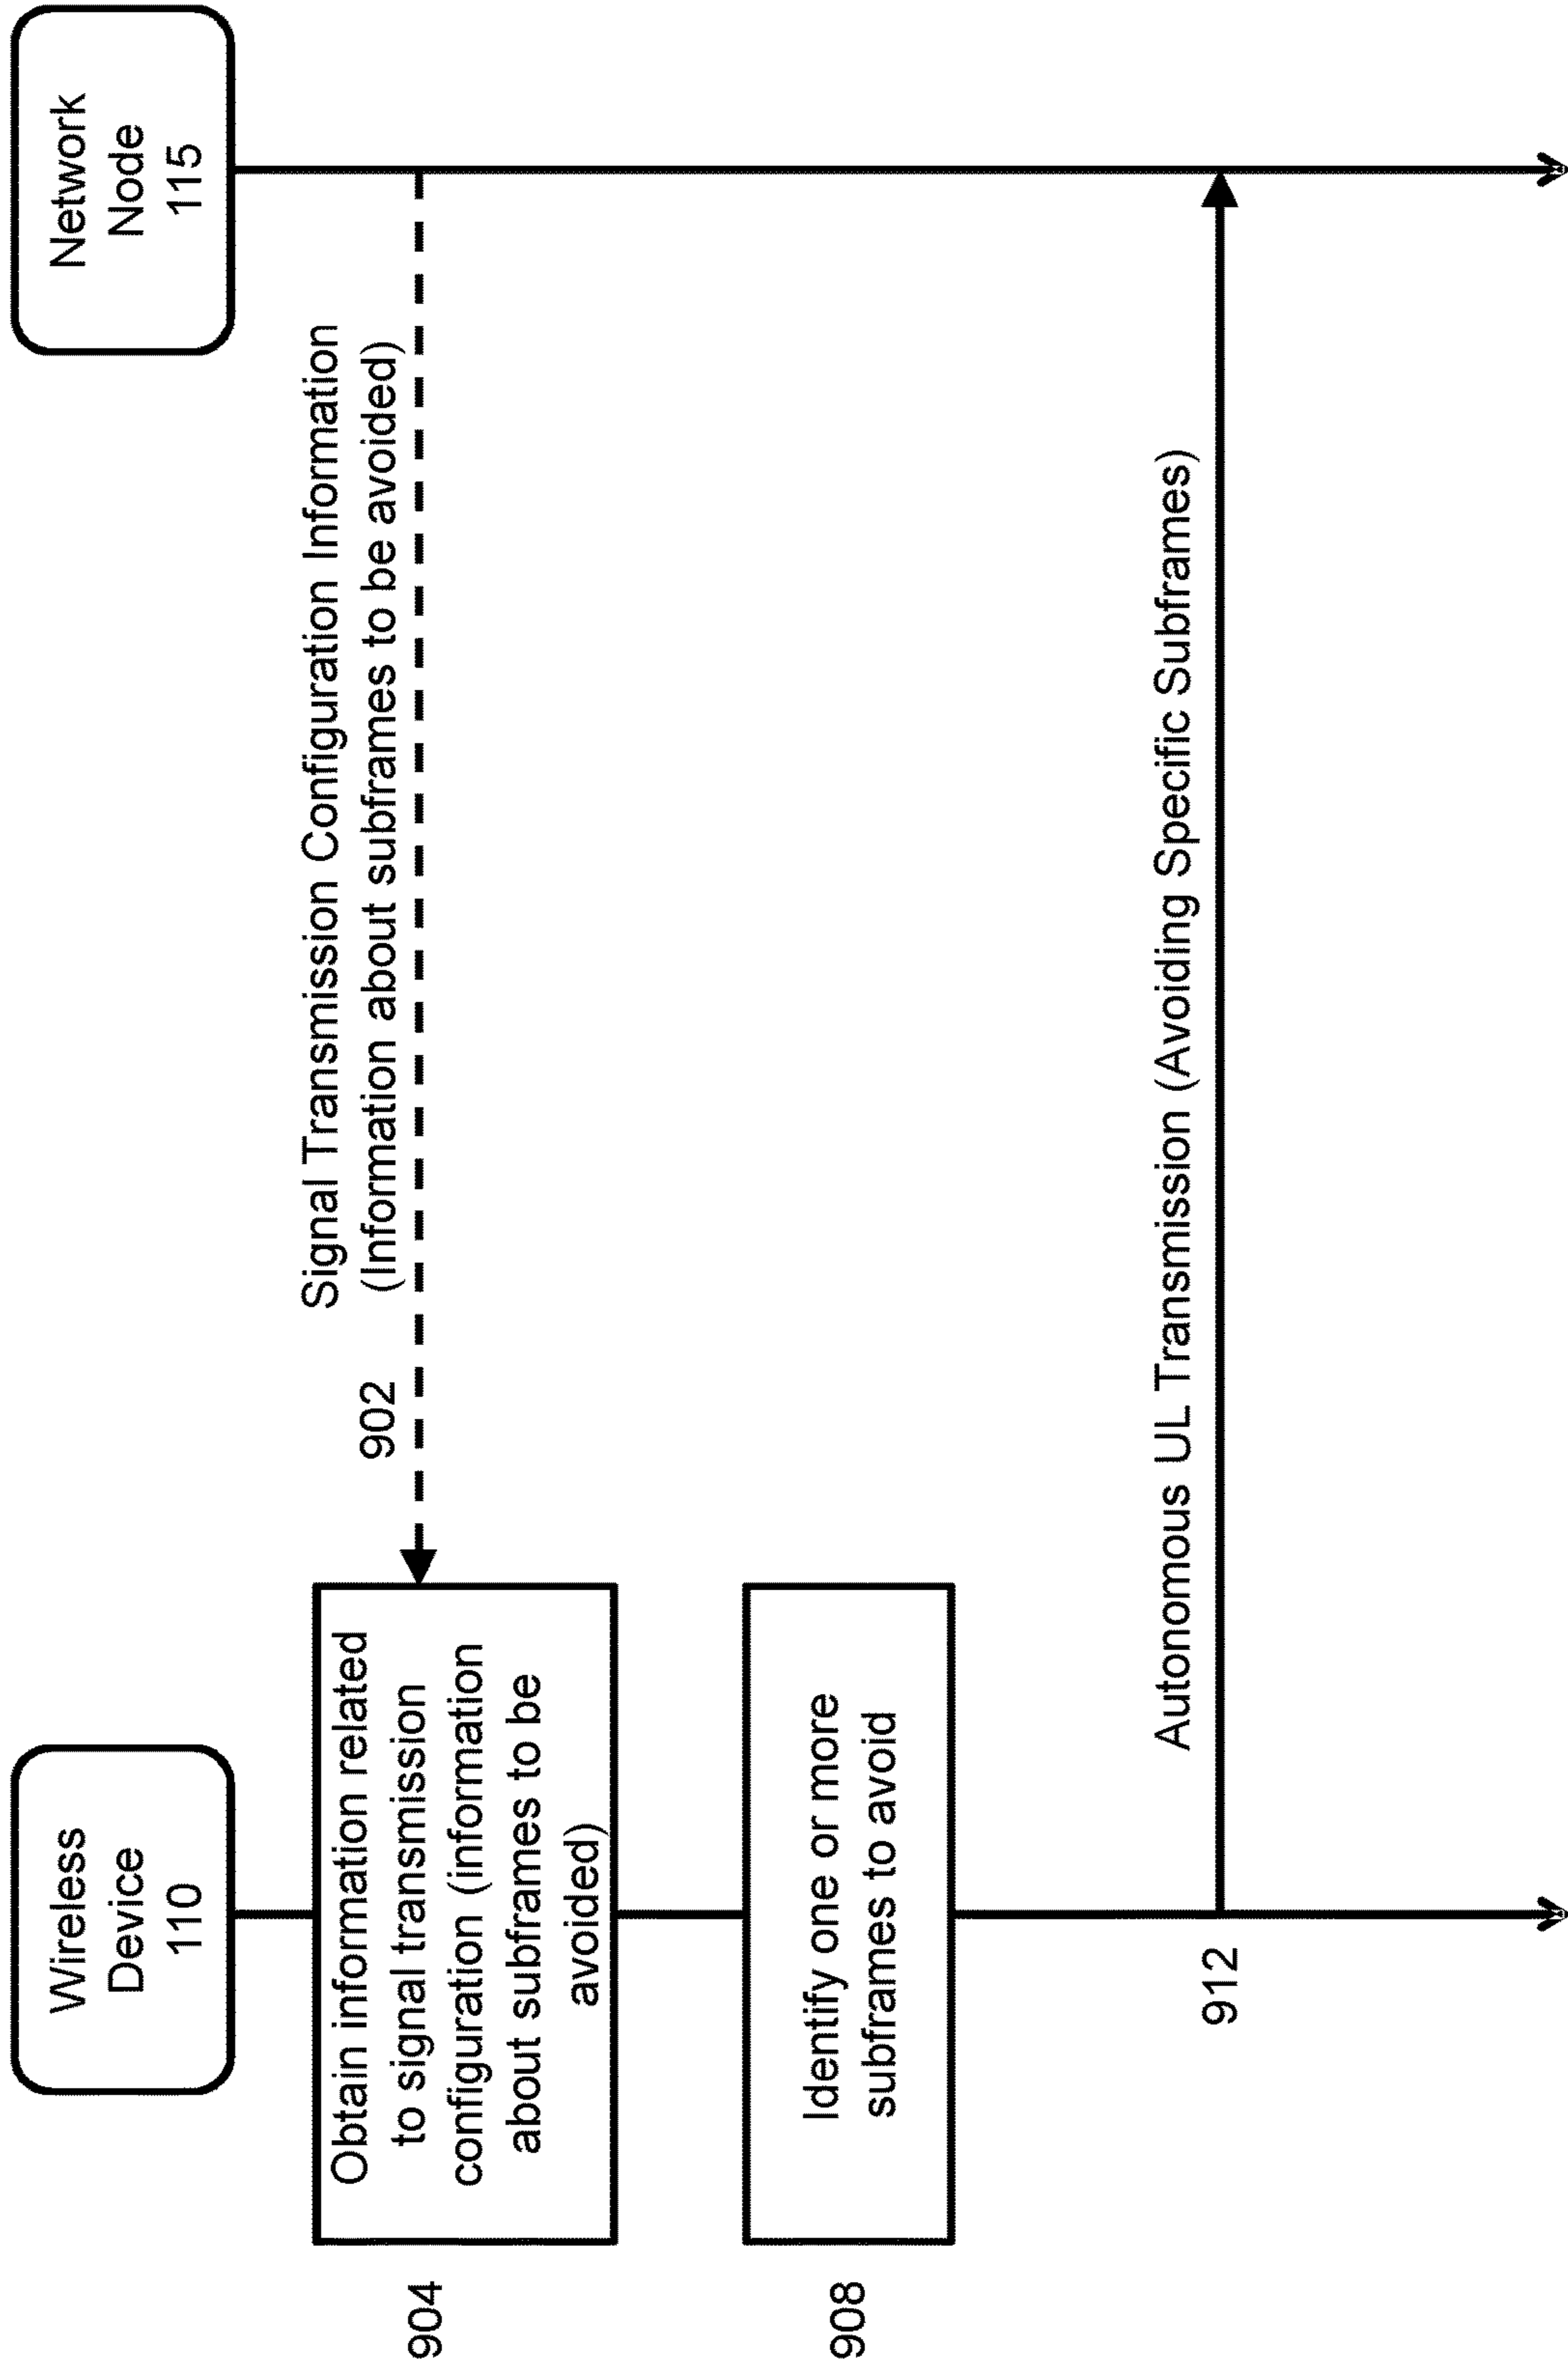 Wireless
Device
110
Network
Node
115
Signal Transmission Configuration Information
902
(Information about subframes to be avoided)
904
Obtain information related
to signal transmission
configuration (information
about subframes to be
avoided)
908
Identify one or more
subframes to avoid
Autonomous UL Transmission (Avoiding Specific Subframes)
912